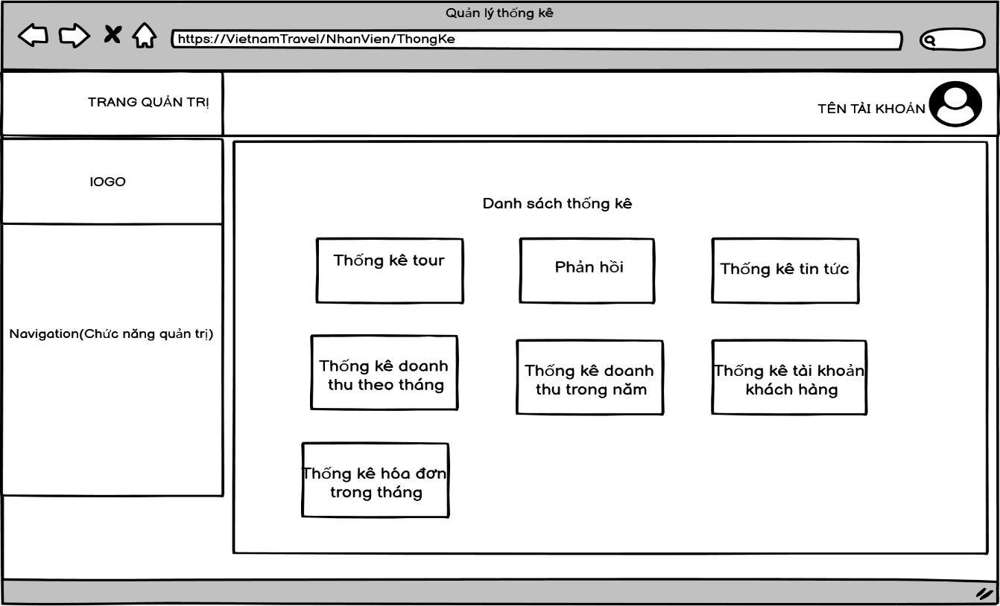 Quản lý thống kê
https://VietnamTravel/NhanVien/ThongKe
TRANG QUẢN TRỊ
TÊN TÀI KHOẢN
lOGO
Navigation(Chức năng quản trị)
Danh sách thống kê
Thống kê tour
Phản hồi
Thống kê tin tức
Thống kê doanh
thu theo tháng
Thống kê doanh
thu trong năm
Thống kê tài khoản
khách hàng
Thống kê hóa đơn
trong tháng